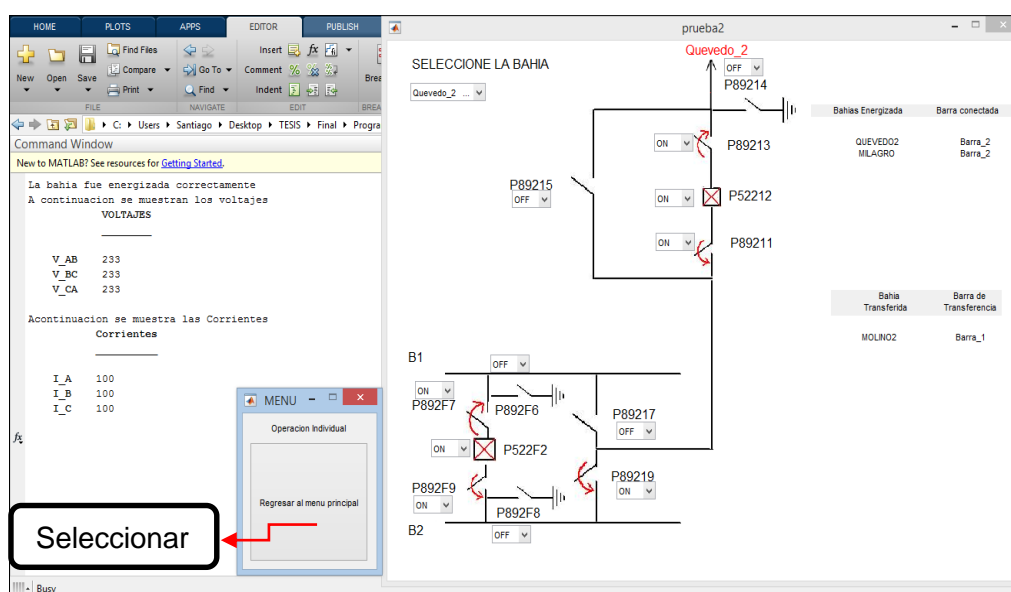 HOME PLOTS APPS EDITOR PUBLISH
New Open Save
Find Files
Compare
Print
Go To
Find
Insert fx
Comment
Indent
FILE NAVIGATE EDIT
C: Users Santiago Desktop TESIS Final
Command Window
New to MATLAB? See resources for Getting Started.
La bahia fue energizada correctamente
A continuacion se muestran los voltajes
VOLTAJES
V_AB 233
V_BC 233
V_CA 233
Acontinuacion se muestra las Corrientes
Corrientes
I_A 100
I_B 100
I_C 100
fx
MENU
Operacion Individual
Regresar al menu principal
Seleccionar
Busy
prueba2
SELECCIONE LA BAHIA
Quevedo_2 ...
Quevedo_2
OFF
P89214
ON
P89213
P89215
OFF
ON
P52212
ON
P89211
Bahias Energizada Barra conectada
QUEVEDO2 Barra_2
MILAGRO Barra_2
Bahia Transferida
Barra de Transferencia
MOLINO2 Barra_1
B1
OFF
ON
P892F7
P892F6
P89217
OFF
ON
P522F2
P892F9
ON
P892F8
P89219
ON
B2
OFF